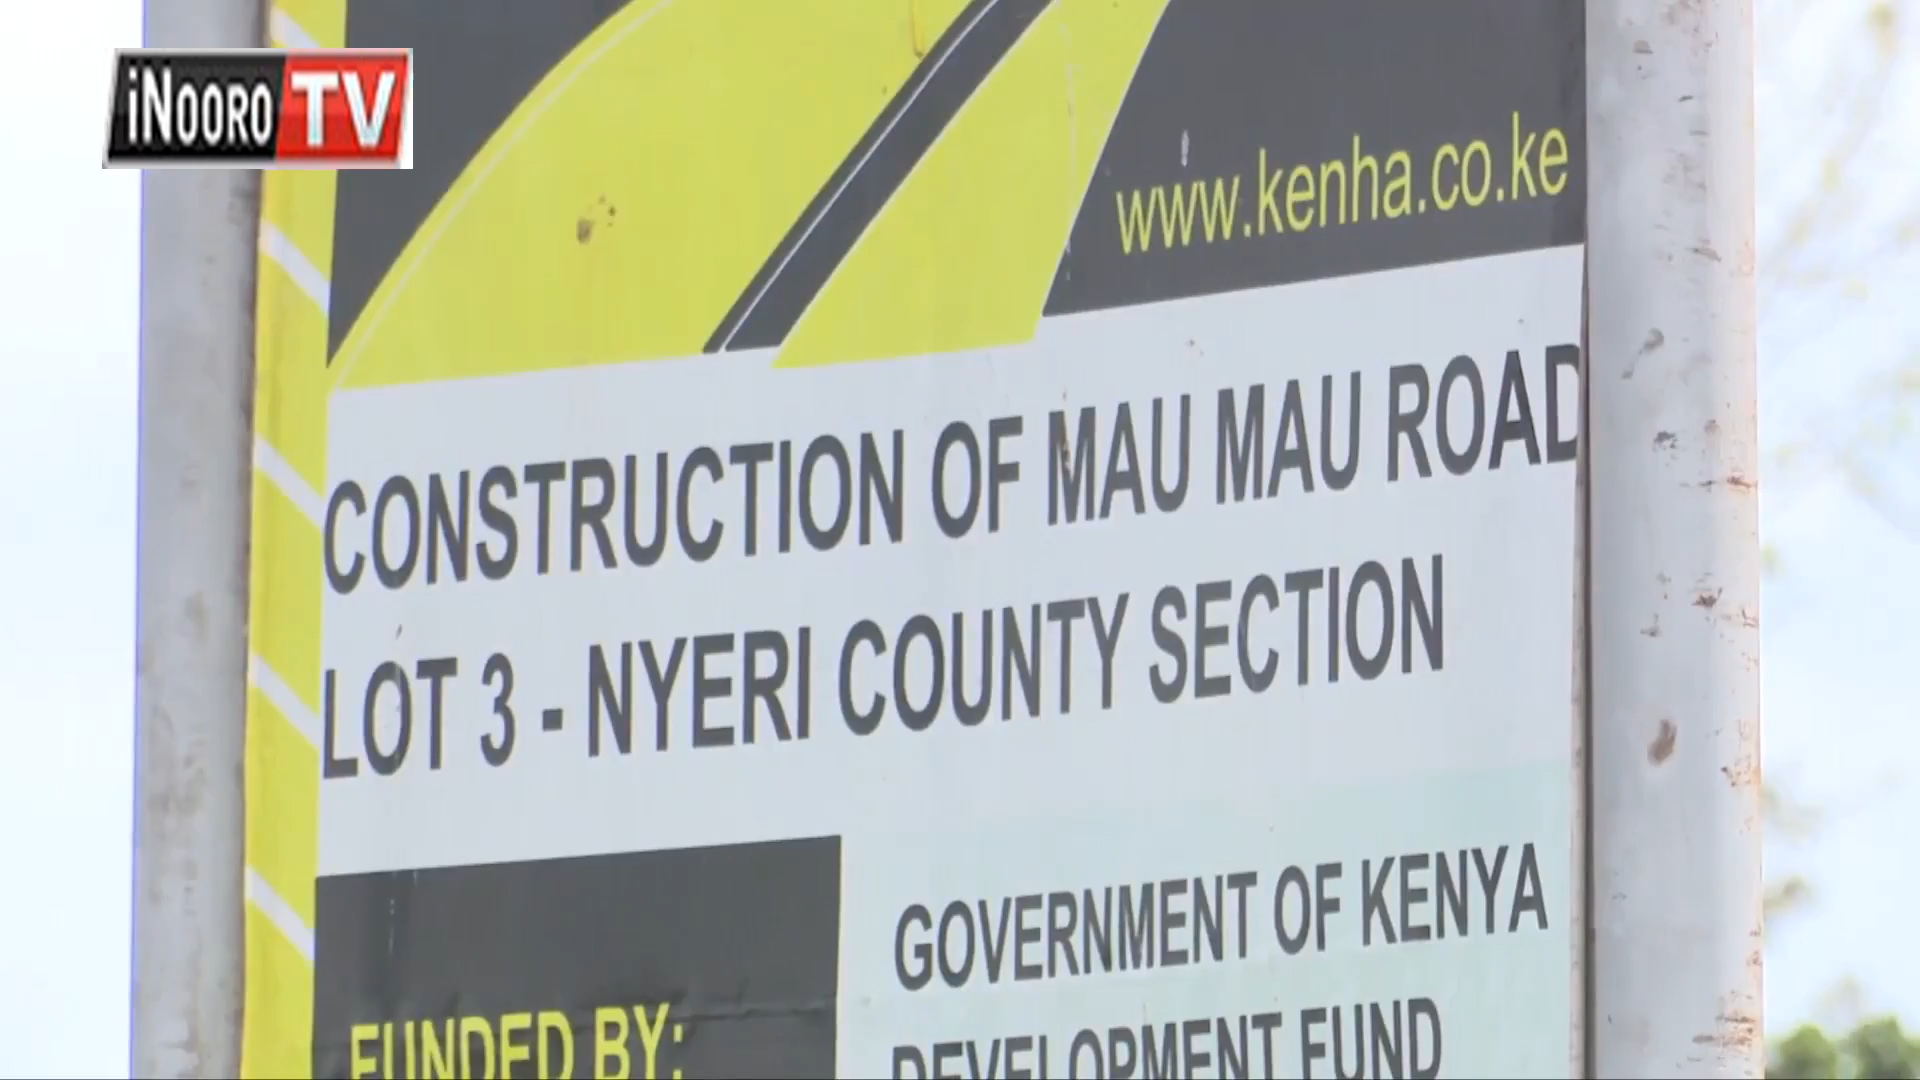 iNOORO TV
www.kenha.co.ke
CONSTRUCTION OF MAU MAU ROAD
LOT 3 - NYERI COUNTY SECTION
FUNDED BY:
GOVERNMENT OF KENYA
DEVELOPMENT FUND